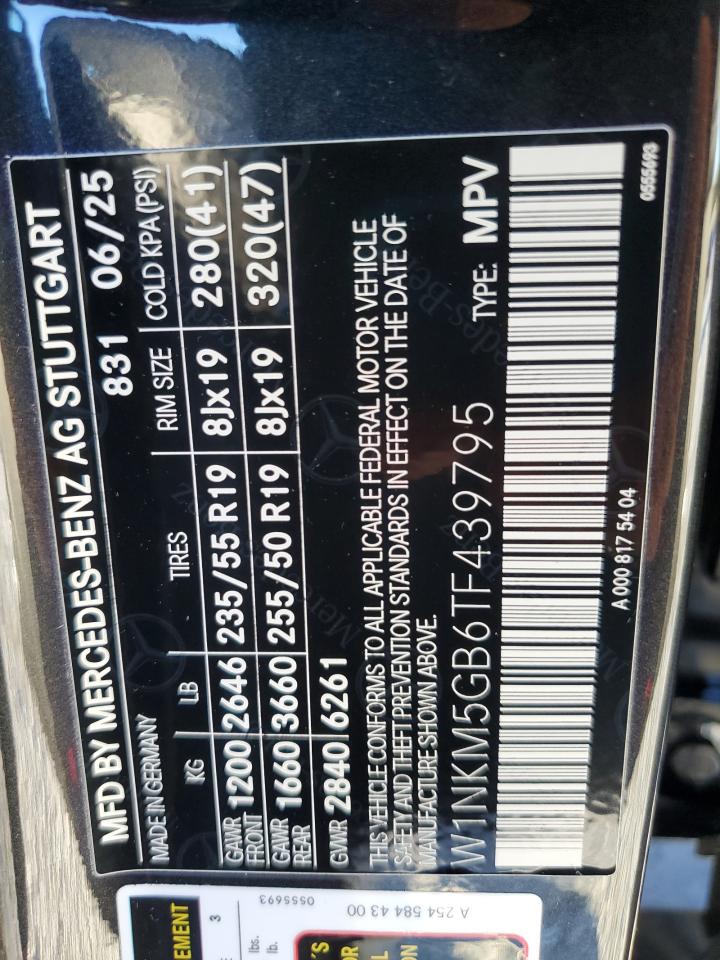 MFD BY MERCEDES-BENZ AG STUTTGART
831 06/25
MADE IN GERMANY
KG LB TIRES RIM SIZE COLD KPA (PSI)
GAWR FRONT 1200 2646 235/55 R19 8Jx19 280(41)
GAWR REAR 1660 3660 255/50 R19 8Jx19 320(47)
GVWR 2840 6261
THIS VEHICLE CONFORMS TO ALL APPLICABLE FEDERAL MOTOR VEHICLE
SAFETY AND THEFT PREVENTION STANDARDS IN EFFECT ON THE DATE OF
MANUFACTURE SHOWN ABOVE.
W1NKM5GB6TF439795 TYPE: MPV
A 000 817 54 04 0555693
A 254 584 43 00
0555693
3
lbs.
lb.